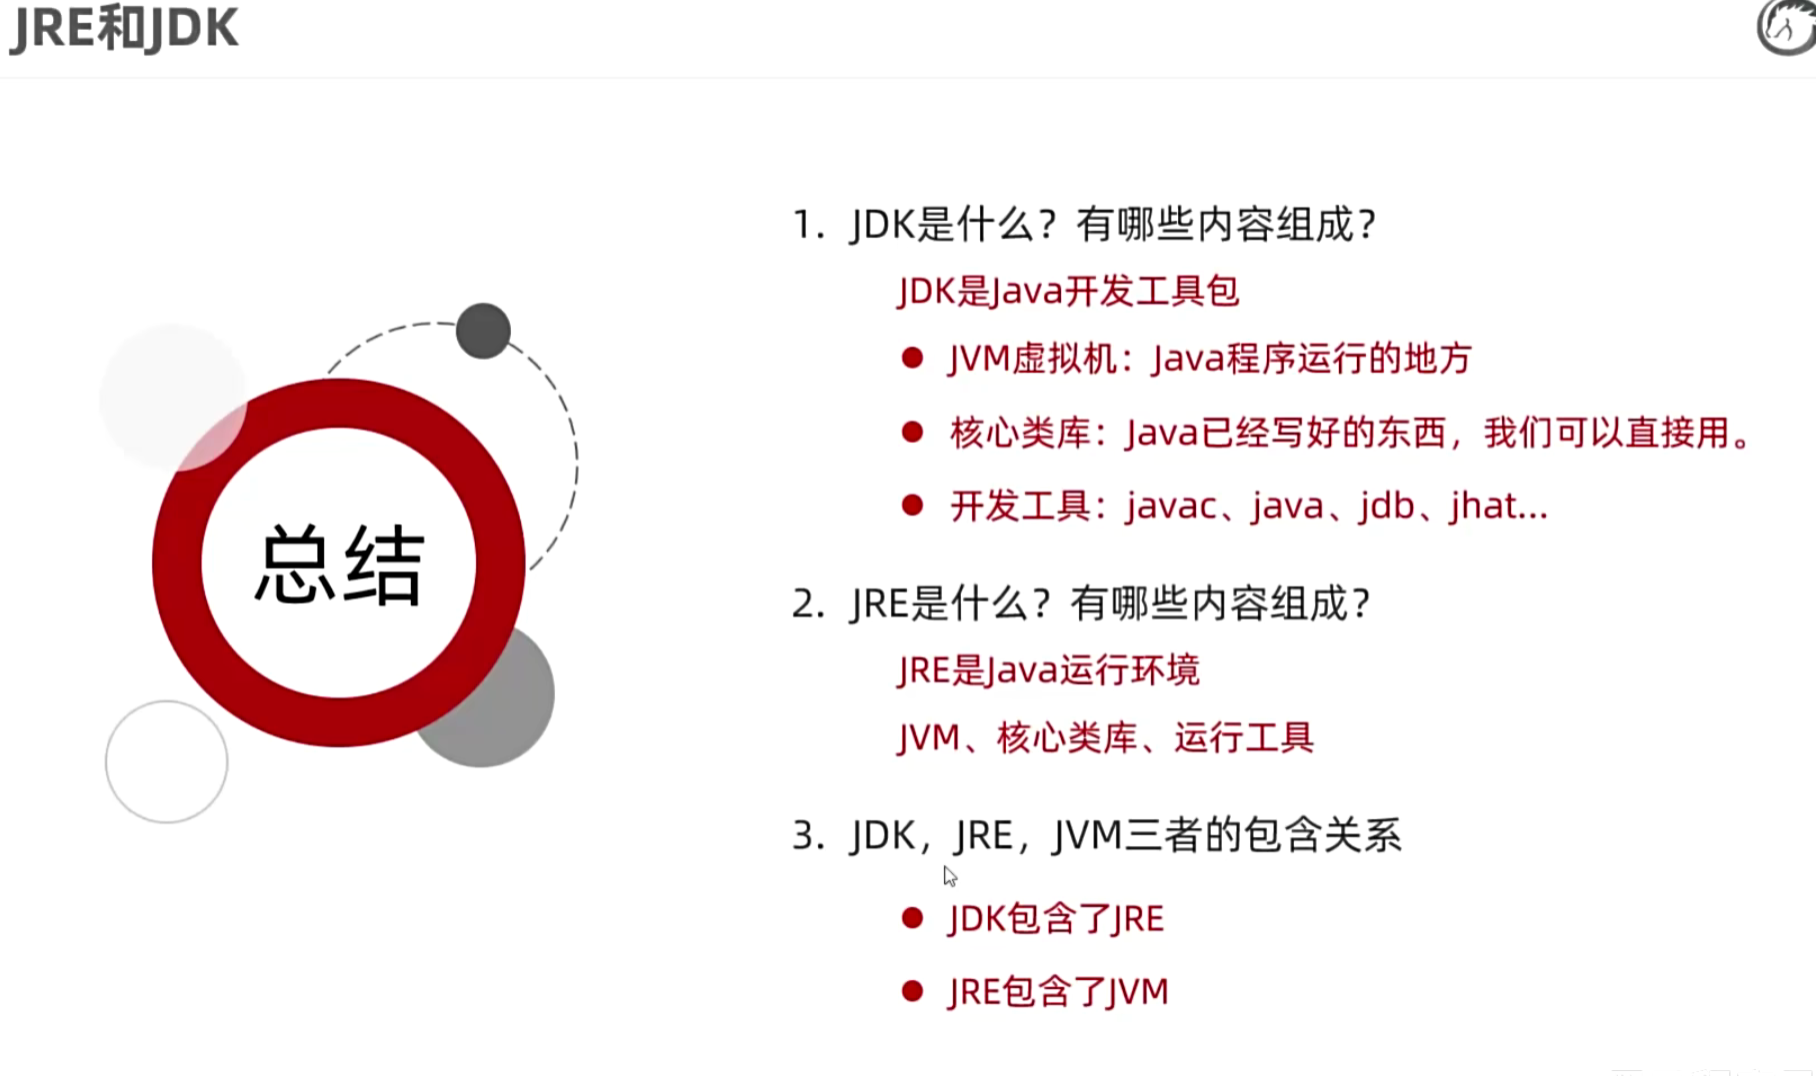 JRE和JDK
总结
1. JDK是什么？有哪些内容组成？
JDK是Java开发工具包
● JVM虚拟机：Java程序运行的地方
● 核心类库：Java已经写好的东西，我们可以直接用。
● 开发工具：javac、java、jdb、jhat...
2. JRE是什么？有哪些内容组成？
JRE是Java运行环境
JVM、核心类库、运行工具
3. JDK，JRE，JVM三者的包含关系
● JDK包含了JRE
● JRE包含了JVM